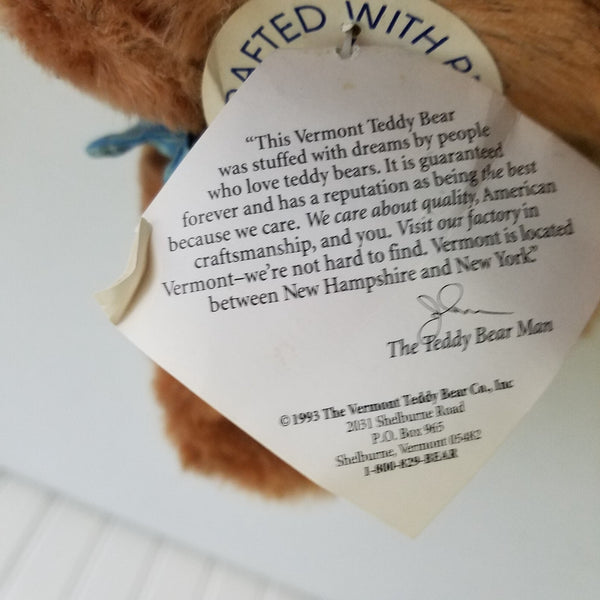 CRAFTED WITH PR
"This Vermont Teddy Bear
was stuffed with dreams by people
who love teddy bears. It is guaranteed
forever and has a reputation as being the best
because we care. We care about quality, American
craftsmanship, and you. Visit our factory in
Vermont–we're not hard to find. Vermont is located
between New Hampshire and New York."
The Teddy Bear Man
©1993 The Vermont Teddy Bear Co., Inc
2031 Shelburne Road
P.O. Box 965
Shelburne, Vermont 05482
1-800-829-BEAR